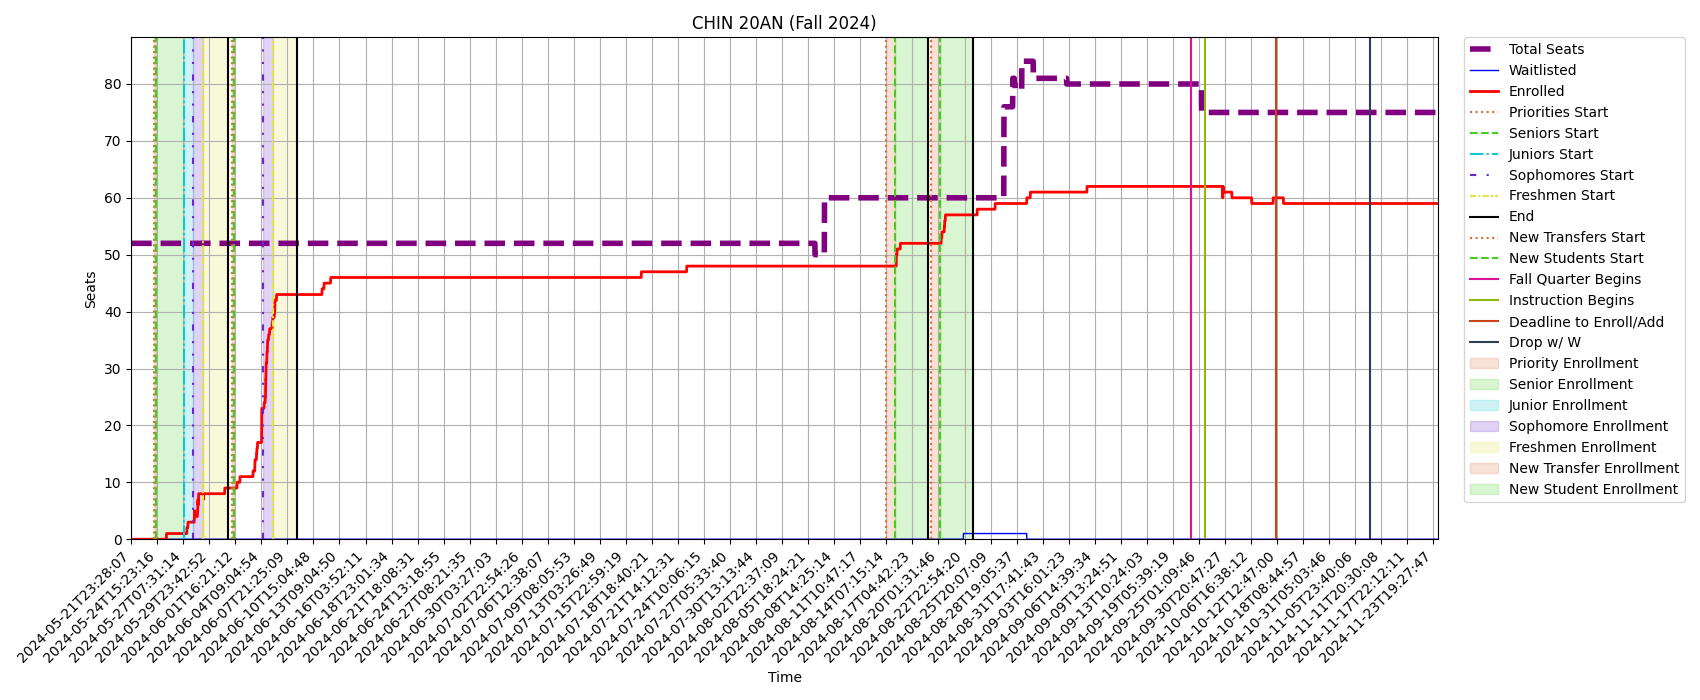 CHIN 20AN (Fall 2024)
Seats
80
70
60
50
40
30
20
10
0
2024-05-21T23:28:07
2024-05-24T15:23:16
2024-05-27T07:31:14
2024-05-29T23:42:52
2024-06-01T16:21:12
2024-06-04T09:04:54
2024-06-07T21:25:09
2024-06-10T15:04:48
2024-06-13T09:04:50
2024-06-16T03:52:11
2024-06-18T23:01:34
2024-06-21T18:08:31
2024-06-24T13:18:55
2024-06-27T08:21:35
2024-06-30T03:27:03
2024-07-02T22:54:26
2024-07-06T12:38:07
2024-07-09T08:05:53
2024-07-13T03:26:49
2024-07-15T22:59:19
2024-07-18T18:40:21
2024-07-21T14:12:31
2024-07-24T10:06:15
2024-07-27T05:33:40
2024-07-30T13:13:44
2024-08-02T22:37:09
2024-08-05T18:24:21
2024-08-08T14:25:14
2024-08-11T10:47:17
2024-08-14T07:15:14
2024-08-17T04:42:23
2024-08-20T01:31:46
2024-08-22T22:54:20
2024-08-25T20:07:09
2024-08-28T19:05:37
2024-08-31T17:41:43
2024-09-03T16:01:23
2024-09-06T14:39:34
2024-09-09T13:24:51
2024-09-13T10:24:03
2024-09-19T05:39:19
2024-09-25T01:09:46
2024-09-30T20:47:27
2024-10-06T16:38:12
2024-10-12T12:47:00
2024-10-18T08:44:57
2024-10-31T05:03:46
2024-11-05T23:40:06
2024-11-11T20:30:08
2024-11-17T22:12:11
2024-11-23T19:27:47
Time
Total Seats
Waitlisted
Enrolled
Priorities Start
Seniors Start
Juniors Start
Sophomores Start
Freshmen Start
End
New Transfers Start
New Students Start
Fall Quarter Begins
Instruction Begins
Deadline to Enroll/Add
Drop w/ W
Priority Enrollment
Senior Enrollment
Junior Enrollment
Sophomore Enrollment
Freshmen Enrollment
New Transfer Enrollment
New Student Enrollment